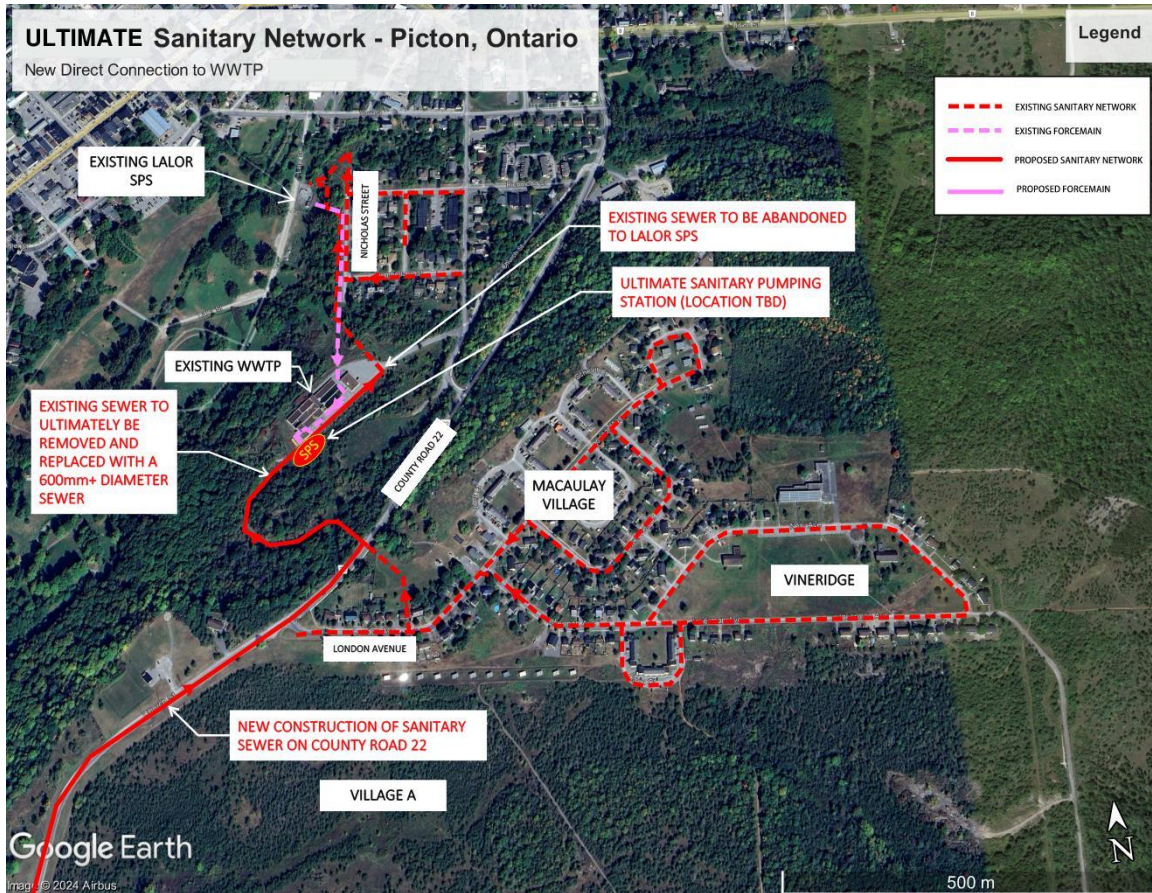 ULTIMATE Sanitary Network - Picton, Ontario
New Direct Connection to WWTP
Legend
EXISTING SANITARY NETWORK
EXISTING FORCEMAIN
PROPOSED SANITARY NETWORK
PROPOSED FORCEMAIN
EXISTING LALOR
SPS
NICHOLAS STREET
EXISTING SEWER TO BE ABANDONED
TO LALOR SPS
ULTIMATE SANITARY PUMPING
STATION (LOCATION TBD)
EXISTING WWTP
EXISTING SEWER TO
ULTIMATELY BE
REMOVED AND
REPLACED WITH A
600mm+ DIAMETER
SEWER
SPS
COUNTY ROAD 22
MACAULAY
VILLAGE
VINERIDGE
LONDON AVENUE
NEW CONSTRUCTION OF SANITARY
SEWER ON COUNTY ROAD 22
VILLAGE A
Google Earth
Image © 2024 Airbus
500 m
N